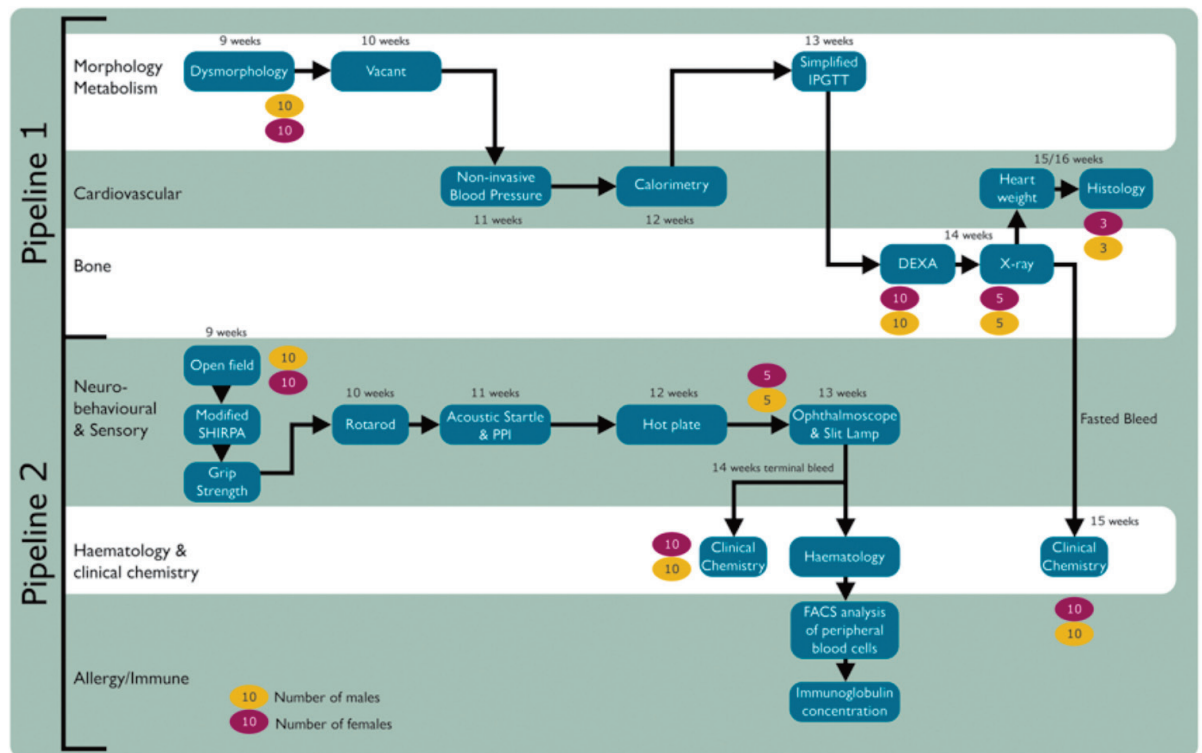 Pipeline 1
Morphology
Metabolism
9 weeks
Dysmorphology
10
10
10 weeks
Vacant
13 weeks
Simplified
IPGTT
Cardiovascular
Non-invasive
Blood Pressure
11 weeks
Calorimetry
12 weeks
15/16 weeks
Heart
weight
Histology
3
3
Bone
14 weeks
DEXA
10
10
X-ray
5
5
Pipeline 2
Neuro-
behavioural
& Sensory
9 weeks
Open field
10
10
Modified
SHIRPA
Grip
Strength
10 weeks
Rotarod
11 weeks
Acoustic Startle
& PPI
12 weeks
Hot plate
5
5
13 weeks
Ophthalmoscope
& Slit Lamp
14 weeks terminal bleed
Fasted Bleed
Haematology &
clinical chemistry
10
10
Clinical
Chemistry
Haematology
15 weeks
Clinical
Chemistry
10
10
Allergy/Immune
FACS analysis
of peripheral
blood cells
Immunoglobulin
concentration
10 Number of males
10 Number of females